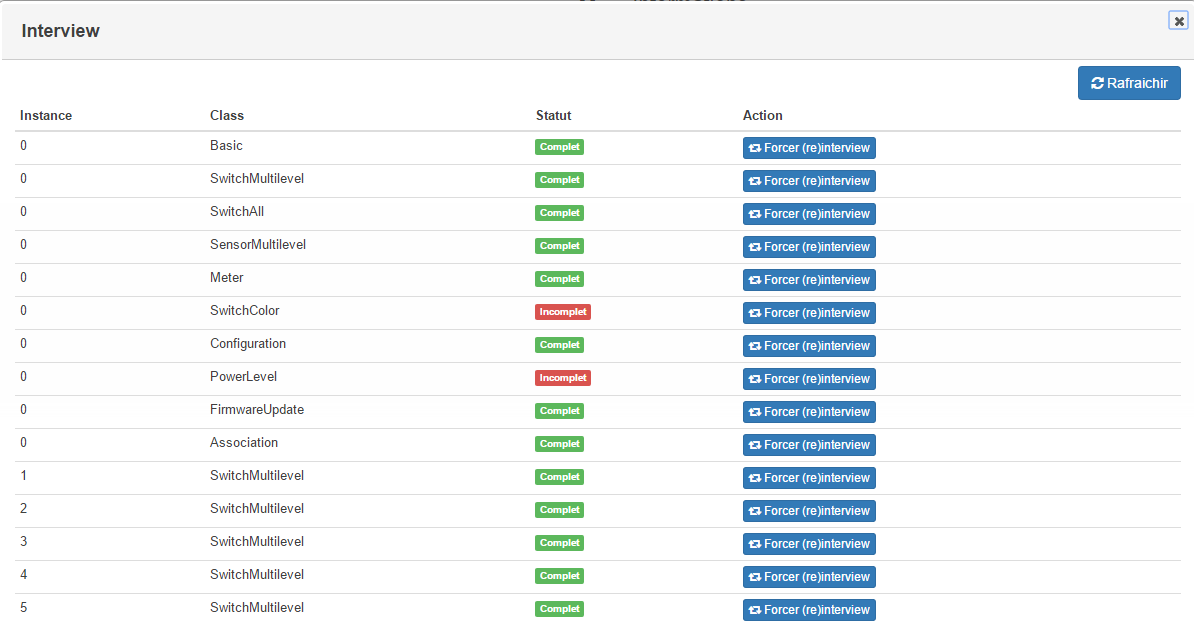 Interview
Rafraichir
Instance Class Statut Action
0 Basic Complet Forcer (re)interview
0 SwitchMultilevel Complet Forcer (re)interview
0 SwitchAll Complet Forcer (re)interview
0 SensorMultilevel Complet Forcer (re)interview
0 Meter Complet Forcer (re)interview
0 SwitchColor Incomplet Forcer (re)interview
0 Configuration Complet Forcer (re)interview
0 PowerLevel Incomplet Forcer (re)interview
0 FirmwareUpdate Complet Forcer (re)interview
0 Association Complet Forcer (re)interview
1 SwitchMultilevel Complet Forcer (re)interview
2 SwitchMultilevel Complet Forcer (re)interview
3 SwitchMultilevel Complet Forcer (re)interview
4 SwitchMultilevel Complet Forcer (re)interview
5 SwitchMultilevel Complet Forcer (re)interview